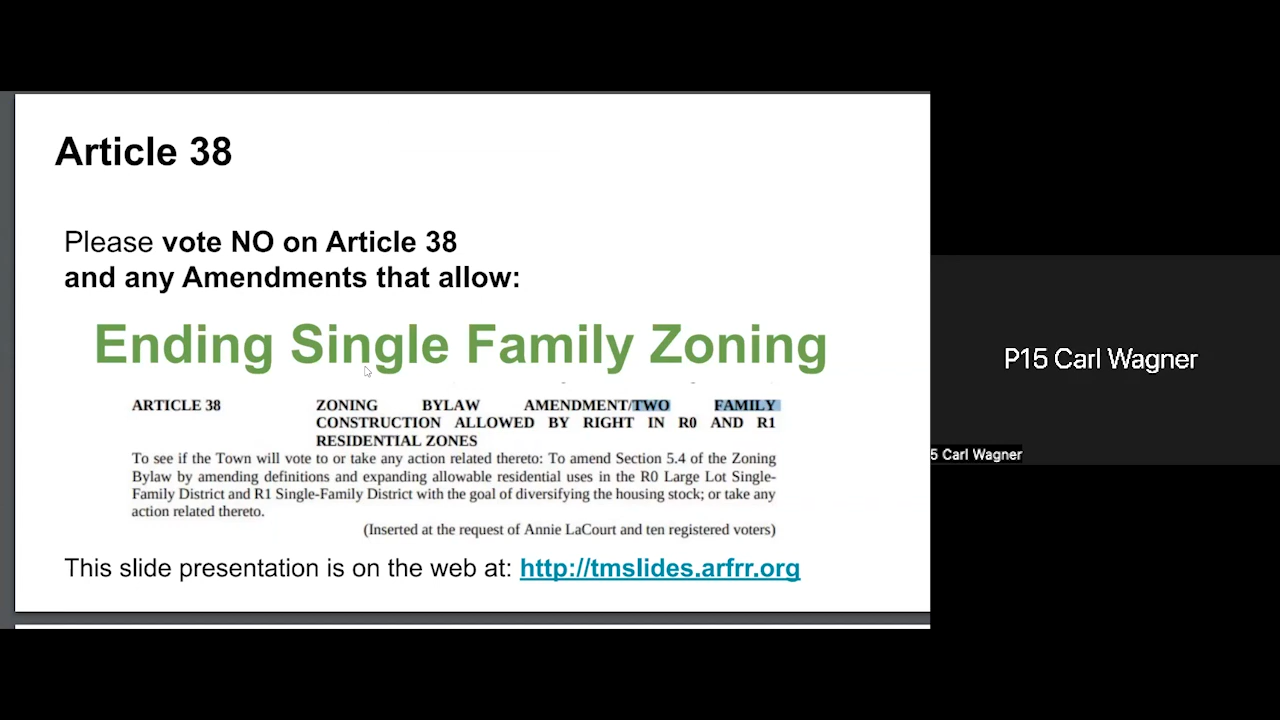 Article 38
Please vote NO on Article 38
and any Amendments that allow:
Ending Single Family Zoning
ARTICLE 38 ZONING BYLAW AMENDMENT/TWO FAMILY
CONSTRUCTION ALLOWED BY RIGHT IN R0 AND R1
RESIDENTIAL ZONES
To see if the Town will vote to or take any action related thereto: To amend Section 5.4 of the Zoning
Bylaw by amending definitions and expanding allowable residential uses in the R0 Large Lot Single-
Family District and R1 Single-Family District with the goal of diversifying the housing stock; or take any
action related thereto.
(Inserted at the request of Annie LaCourt and ten registered voters)
This slide presentation is on the web at: http://tmslides.arfrr.org
P15 Carl Wagner
5 Carl Wagner